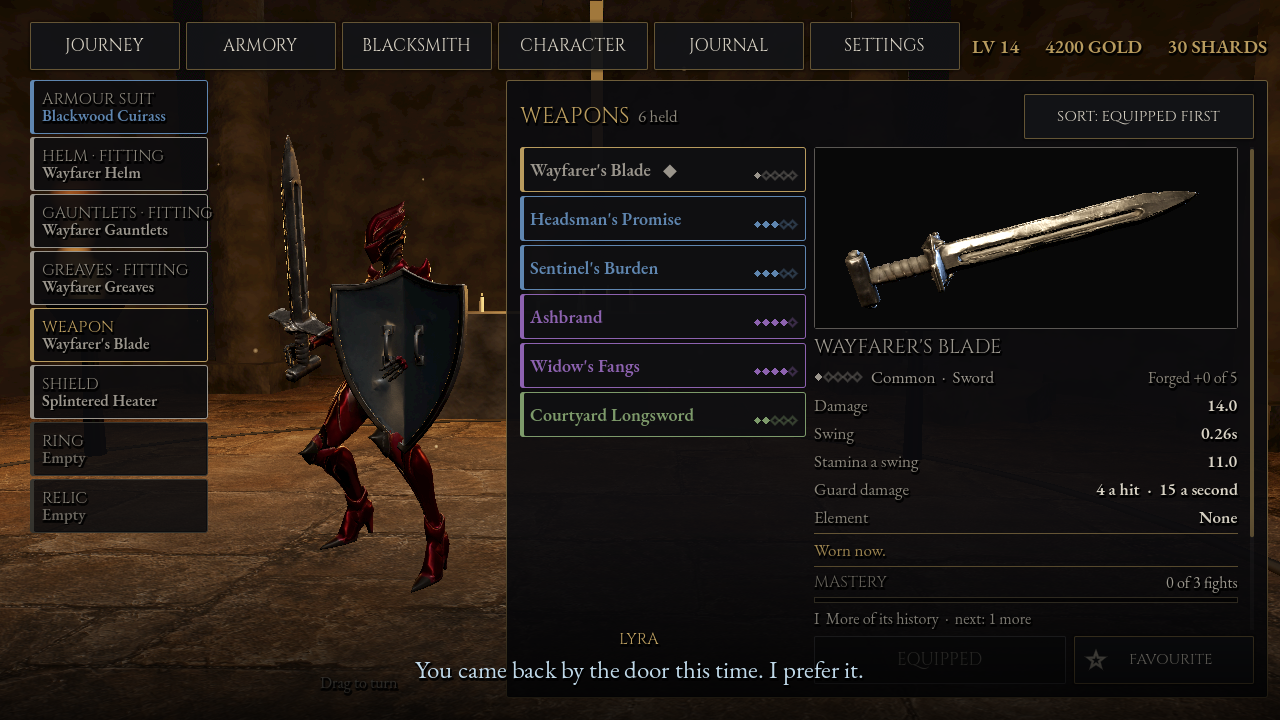 JOURNEY
ARMORY
BLACKSMITH
CHARACTER
JOURNAL
SETTINGS
LV 14
4200 GOLD
30 SHARDS
ARMOUR SUIT
Blackwood Cuirass
HELM · FITTING
Wayfarer Helm
GAUNTLETS · FITTING
Wayfarer Gauntlets
GREAVES · FITTING
Wayfarer Greaves
WEAPON
Wayfarer's Blade
SHIELD
Splintered Heater
RING
Empty
RELIC
Empty
Drag to turn
WEAPONS 6 held
SORT: EQUIPPED FIRST
Wayfarer's Blade
Headsman's Promise
Sentinel's Burden
Ashbrand
Widow's Fangs
Courtyard Longsword
WAYFARER'S BLADE
Common · Sword
Forged +0 of 5
Damage 14.0
Swing 0.26s
Stamina a swing 11.0
Guard damage 4 a hit · 15 a second
Element None
Worn now.
MASTERY 0 of 3 fights
I More of its history · next: 1 more
EQUIPPED
FAVOURITE
LYRA
You came back by the door this time. I prefer it.